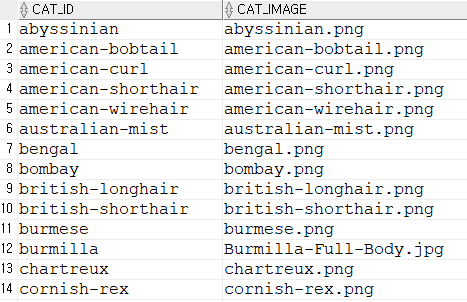 CAT_ID CAT_IMAGE
1 abyssinian abyssinian.png
2 american-bobtail american-bobtail.png
3 american-curl american-curl.png
4 american-shorthair american-shorthair.png
5 american-wirehair american-wirehair.png
6 australian-mist australian-mist.png
7 bengal bengal.png
8 bombay bombay.png
9 british-longhair british-longhair.png
10 british-shorthair british-shorthair.png
11 burmese burmese.png
12 burmilla Burmilla-Full-Body.jpg
13 chartreux chartreux.png
14 cornish-rex cornish-rex.png